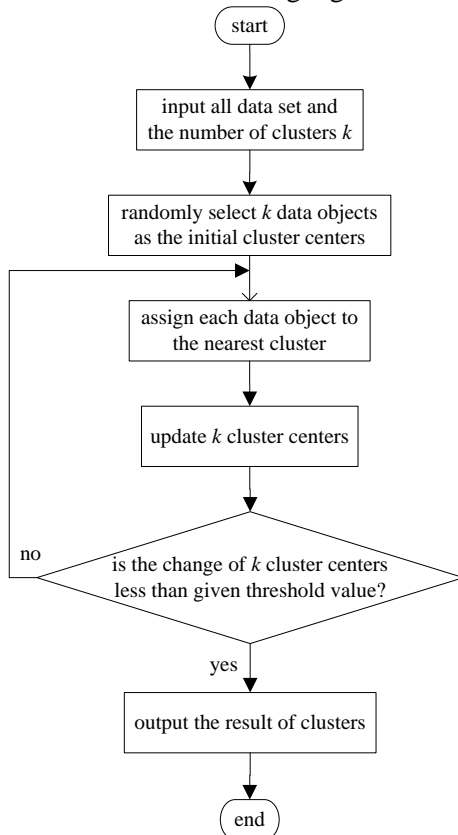 start
input all data set and
the number of clusters k
randomly select k data objects
as the initial cluster centers
assign each data object to
the nearest cluster
update k cluster centers
is the change of k cluster centers
less than given threshold value?
no
yes
output the result of clusters
end